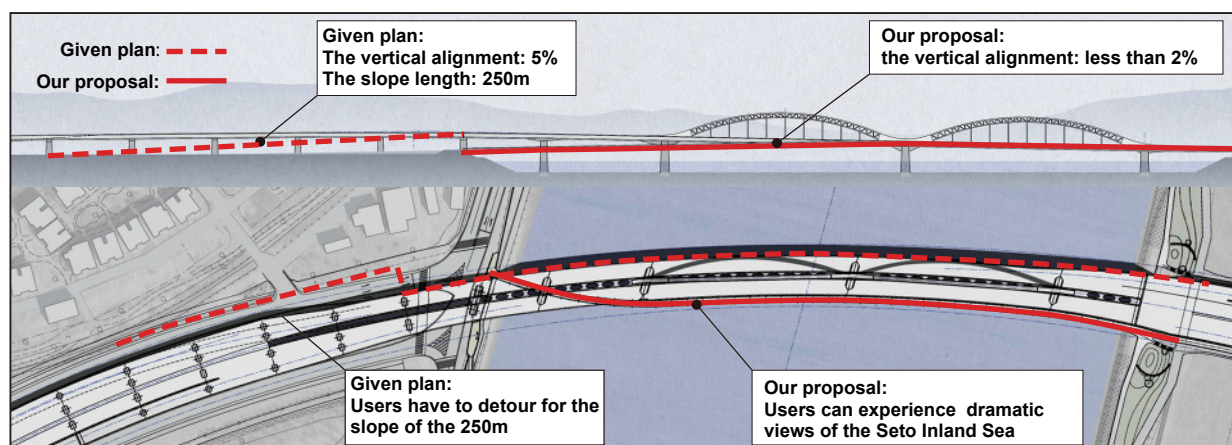 Given plan:
Our proposal:
Given plan:
The vertical alignment: 5%
The slope length: 250m
Our proposal:
the vertical alignment: less than 2%
Given plan:
Users have to detour for the
slope of the 250m
Our proposal:
Users can experience dramatic
views of the Seto Inland Sea